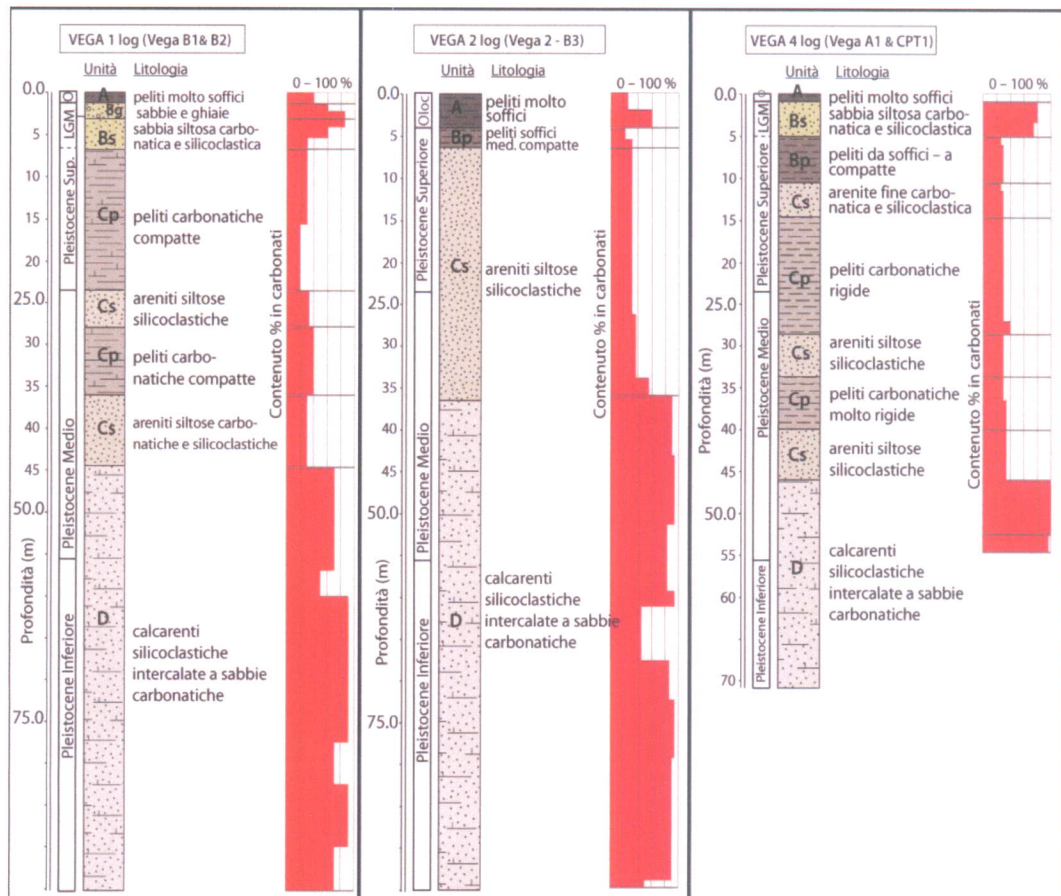 VEGA 1 log (Vega B1& B2)
Unità Litologia
0 – 100 %
0.0
5
10
15
20
25.0
30
35
40
45
50.0
75.0
Profondità (m)
O
LGM
Pleistocene Sup.
Pleistocene Medio
Pleistocene Inferiore
A
Bg
Bs
Cp
Cs
Cp
Cs
D
peliti molto soffici
sabbie e ghiaie
sabbia siltosa carbo-
natica e silicoclastica
peliti carbonatiche
compatte
areniti siltose
silicoclastiche
peliti carbo-
natiche compatte
areniti siltose carbo-
natiche e silicoclastiche
calcarenti
silicoclastiche
intercalate a sabbie
carbonatiche
Contenuto % in carbonati
VEGA 2 log (Vega 2 - B3)
Unità Litologia
0 – 100 %
0.0
5
10
15
20
25.0
30
35
40
45
50.0
75.0
Profondità (m)
Oloc
Pleistocene Superiore
Pleistocene Medio
Pleistocene Inferiore
A
Bp
Cs
D
peliti molto
soffici
peliti soffici
med. compatte
areniti siltose
silicoclastiche
calcarenti
silicoclastiche
intercalate a sabbie
carbonatiche
Contenuto % in carbonati
VEGA 4 log (Vega A1 & CPT1)
Unità Litologia
0 – 100 %
0.0
5
10
15
20
25.0
30
35
40
45
50.0
55
60
70
Profondità (m)
O
LGM
Pleistocene Superiore
Pleistocene Medio
Pleistocene Inferiore
A
Bs
Bp
Cs
Cp
Cs
Cp
Cs
D
peliti molto soffici
sabbia siltosa carbo-
natica e silicoclastica
peliti da soffici – a
compatte
arenite fine carbo-
natica e silicoclastica
peliti carbonatiche
rigide
areniti siltose
silicoclastiche
peliti carbonatiche
molto rigide
areniti siltose
silicoclastiche
calcarenti
silicoclastiche
intercalate a sabbie
carbonatiche
Contenuto % in carbonati